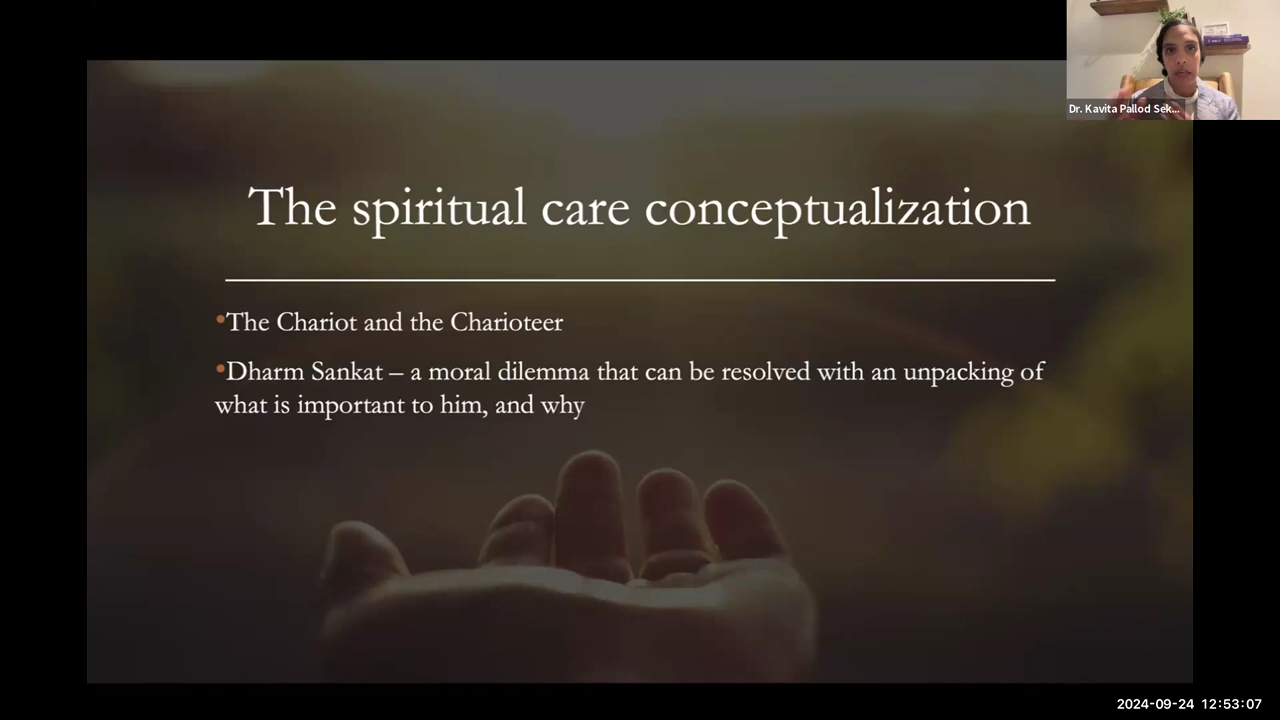 Dr. Kavita Pallod Sek...
The spiritual care conceptualization
•The Chariot and the Charioteer
•Dharm Sankat – a moral dilemma that can be resolved with an unpacking of
what is important to him, and why
2024-09-24 12:53:07